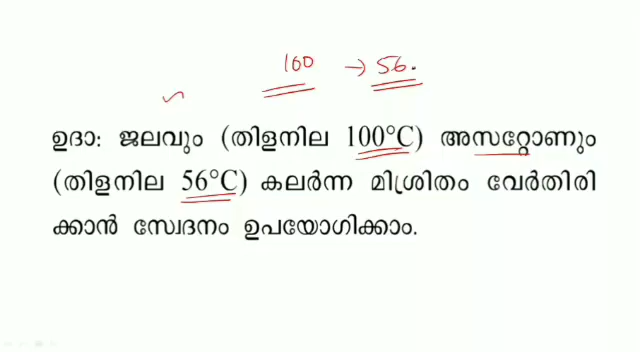 100 → 56.
ഉദാ: ജലവും (തിളനില 100°C) അസറ്റോണും
(തിളനില 56°C) കലർന്ന മിശ്രിതം വേർതിരി
ക്കാൻ സ്വേദനം ഉപയോഗിക്കാം.